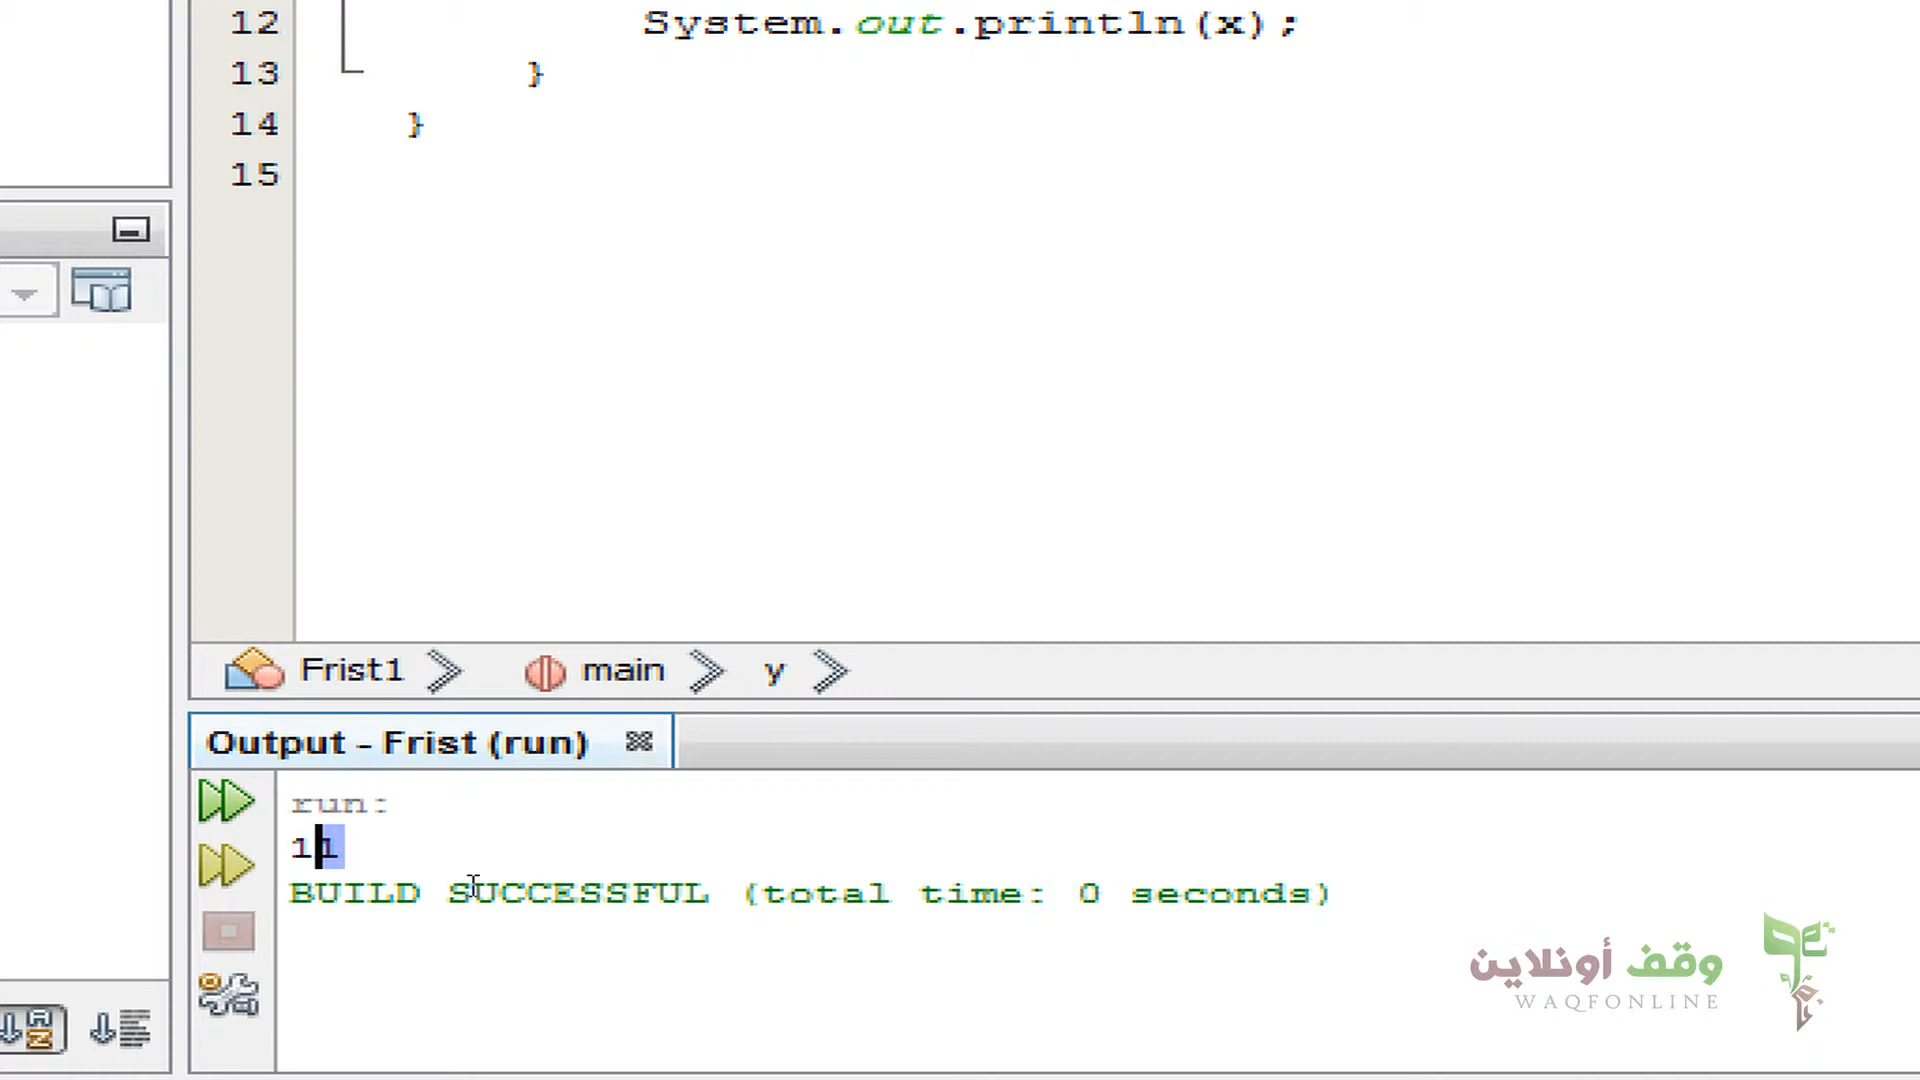 12 System.out.println(x);
13 }
14 }
15
Frist1 main y
Output - Frist (run)
run:
11
BUILD SUCCESSFUL (total time: 0 seconds)
وقف أونلاين
WAQFONLINE